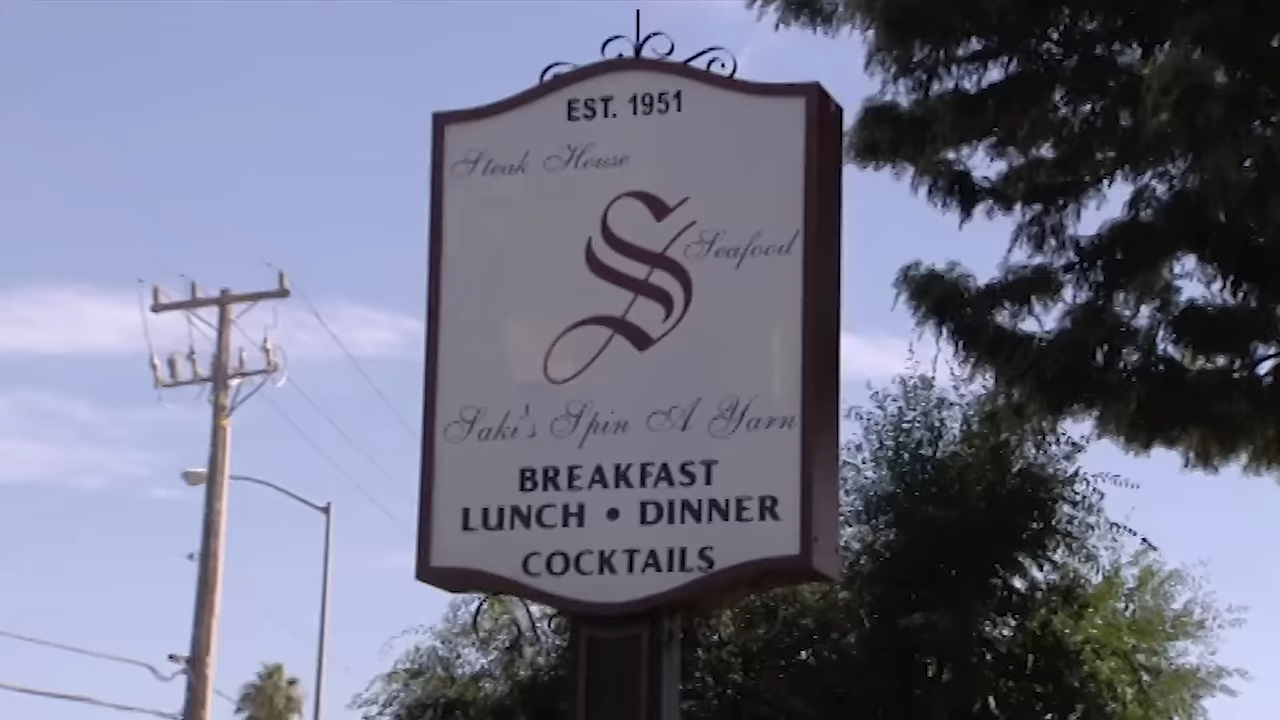 EST. 1951
Steak House
S
Seafood
Saki's Spin A Yarn
BREAKFAST
LUNCH • DINNER
COCKTAILS